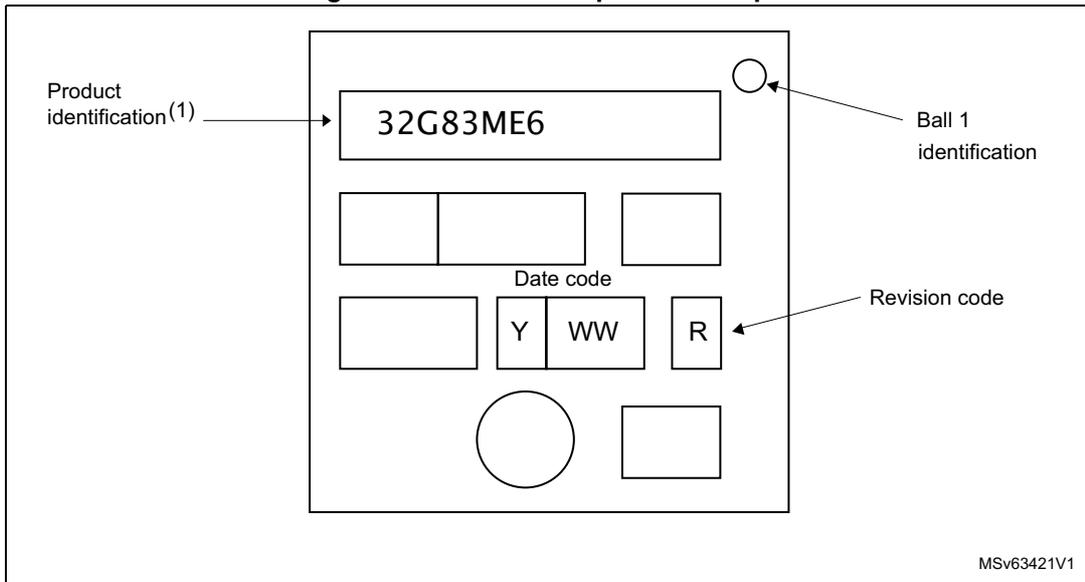 Product
identification(1)
32G83ME6
Ball 1
identification
Date code
Revision code
Y WW R
MSv63421V1